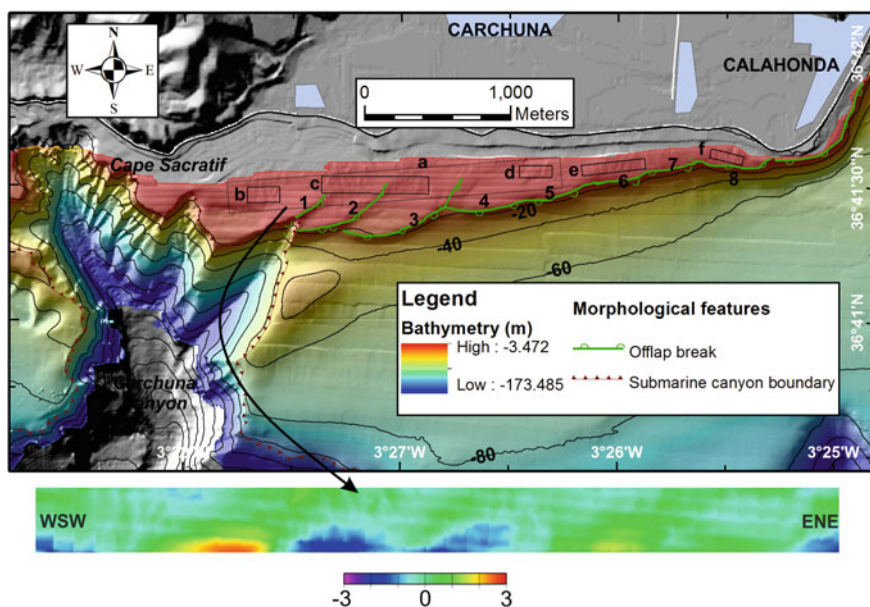 CARCHUNA
CALAHONDA
36°42'
N
W E
S
0 1,000
Meters
Cape Sacratif
a
b
c
d
e
f
1
2
3
4
5
6
7
8
36°41'30"N
-20
-40
-60
-80
36°41'
Legend
Bathymetry (m)
High : -3.472
Low : -173.485
Morphological features
Offlap break
Submarine canyon boundary
Canyon
3°27'W
3°26'W
3°25'W
WSW
ENE
-3 0 3